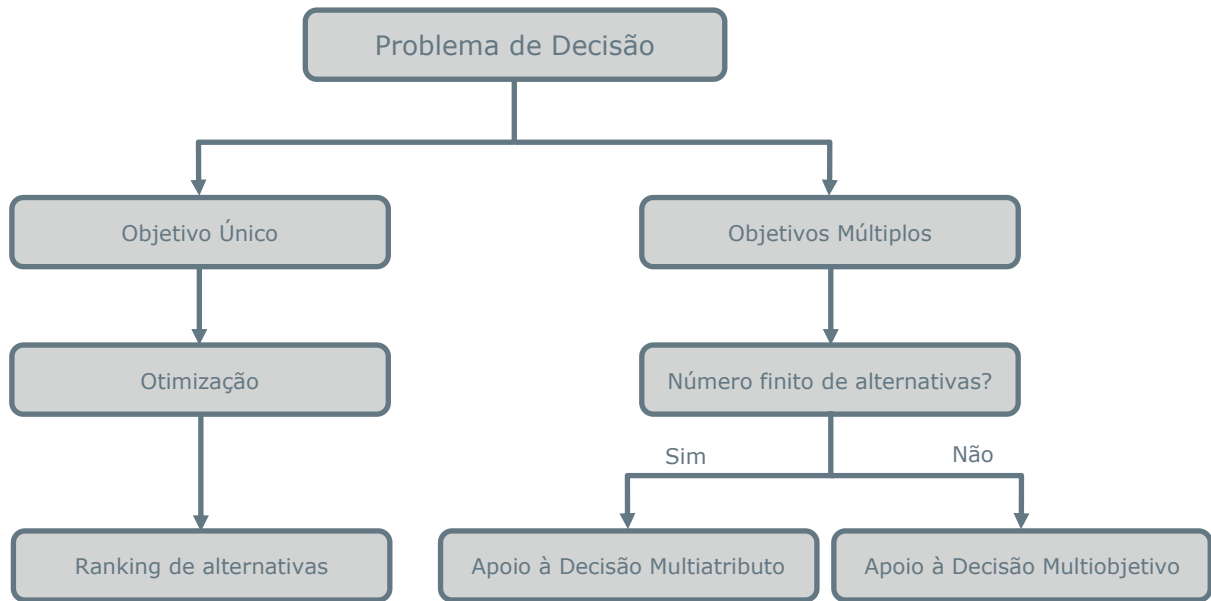 Problema de Decisão
Objetivo Único
Objetivos Múltiplos
Otimização
Número finito de alternativas?
Sim
Não
Ranking de alternativas
Apoio à Decisão Multiatributo
Apoio à Decisão Multiobjetivo